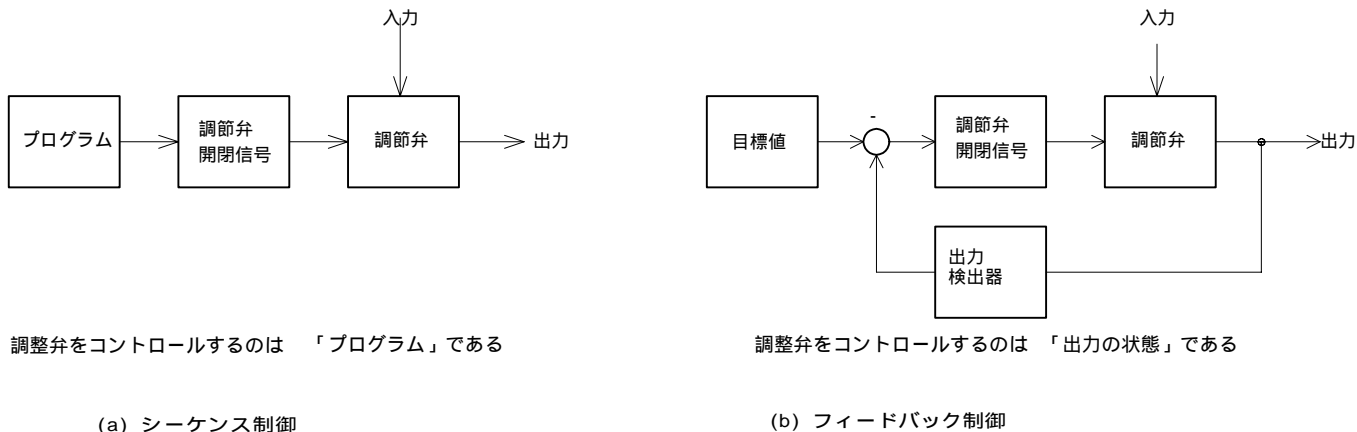 入力
プログラム
調節弁
開閉信号
調節弁
出力
調整弁をコントロールするのは 「プログラム」である
(a) シーケンス制御
入力
目標値
-
調節弁
開閉信号
調節弁
出力
出力
検出器
調整弁をコントロールするのは 「出力の状態」である
(b) フィードバック制御